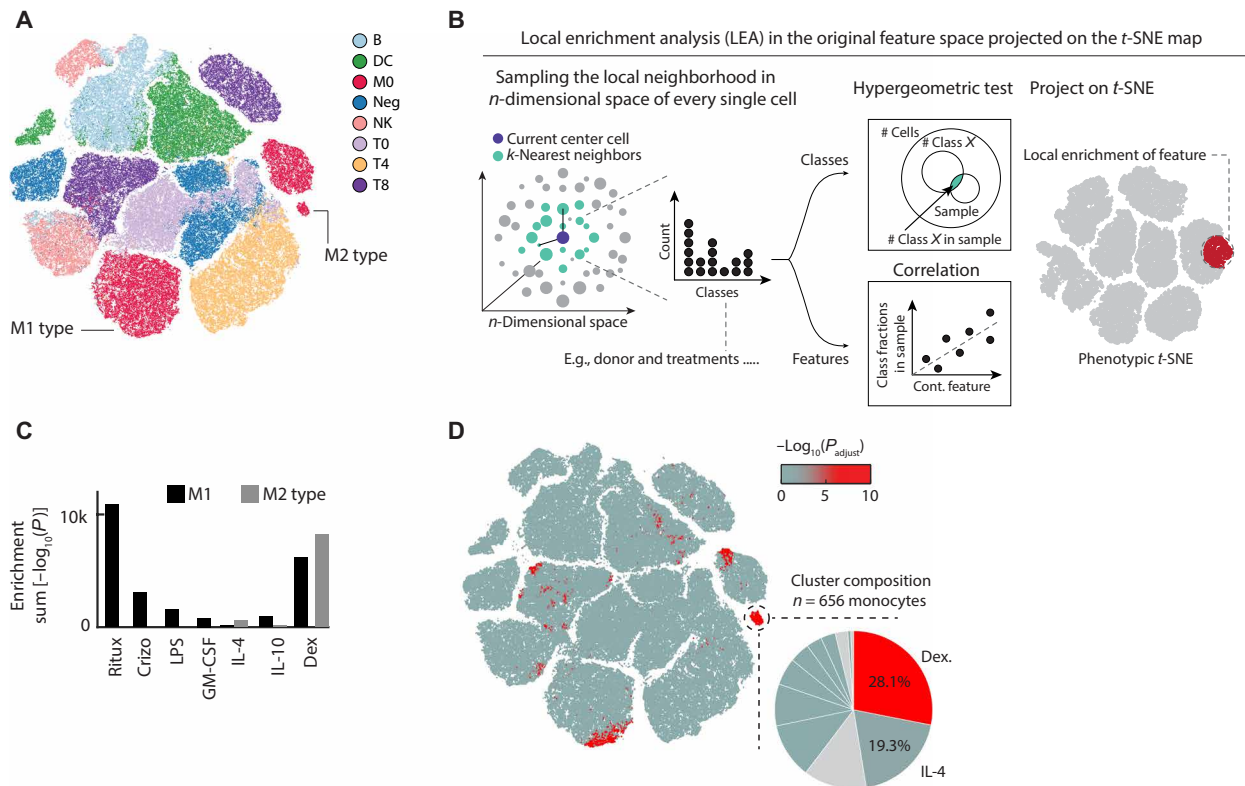 A
B
DC
M0
Neg
NK
T0
T4
T8
M2 type
M1 type
B
Local enrichment analysis (LEA) in the original feature space projected on the t-SNE map
Sampling the local neighborhood in
n-dimensional space of every single cell
Current center cell
k-Nearest neighbors
n-Dimensional space
Count
Classes
E.g., donor and treatments .....
Classes
Features
Hypergeometric test
# Cells
# Class X
Sample
# Class X in sample
Correlation
Class fractions
in sample
Cont. feature
Project on t-SNE
Local enrichment of feature
Phenotypic t-SNE
C
M1
M2 type
Enrichment
sum [–log10(P)]
10k
0
Ritux
Crizo
LPS
GM-CSF
IL-4
IL-10
Dex
D
–Log10(Padjust)
0
5
10
Cluster composition
n = 656 monocytes
Dex.
28.1%
19.3%
IL-4